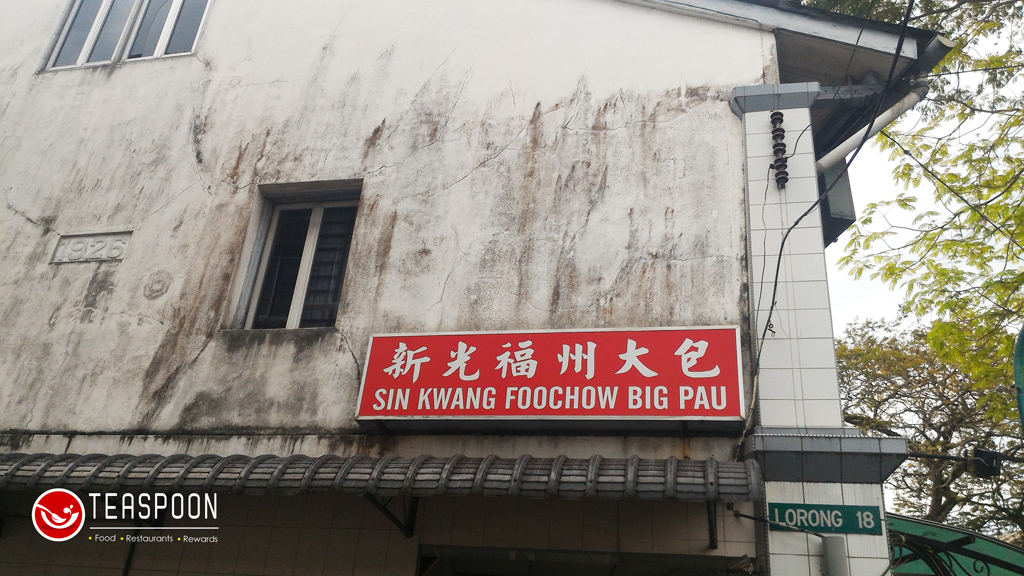 1926
新光福州大包
SIN KWANG FOOCHOW BIG PAU
LORONG 18
TEASPOON
• Food • Restaurants • Rewards